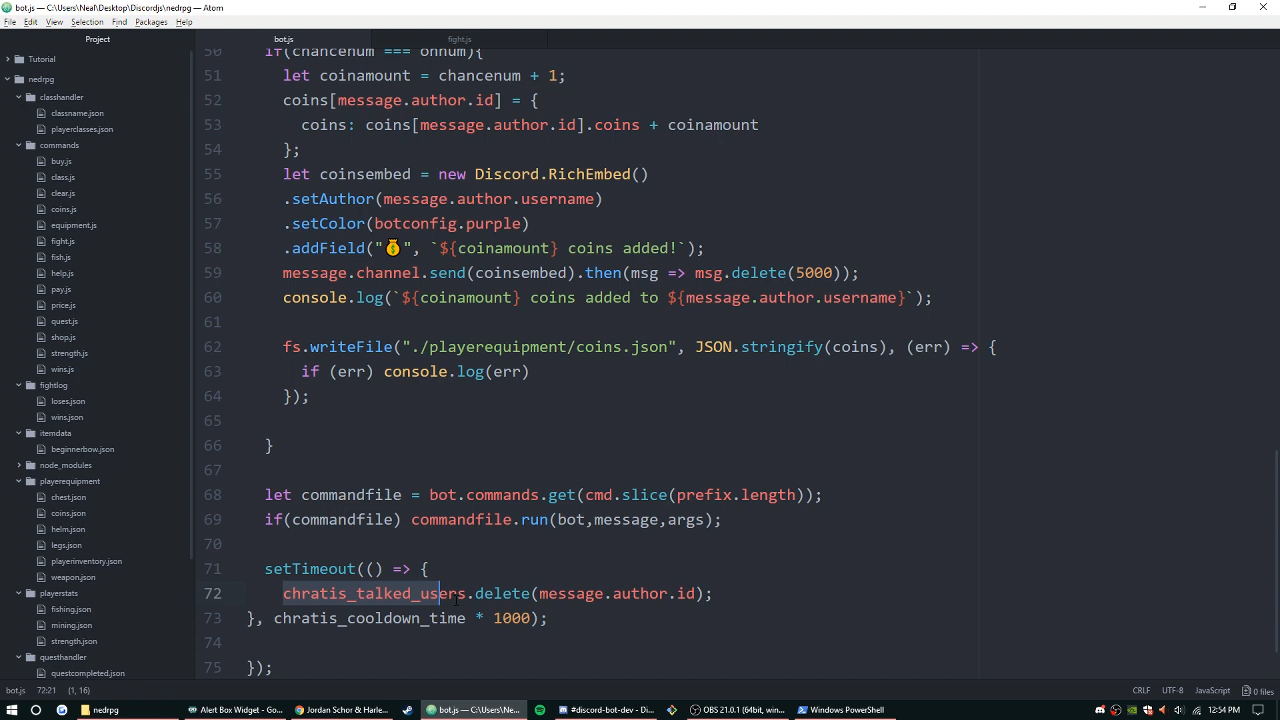 bot.js — C:\Users\Neal\Desktop\Discordjs\nedrpg — Atom
File Edit View Selection Find Packages Help
Project
bot.js
fight.js
Tutorial
nedrpg
classhandler
classname.json
playerclasses.json
commands
buy.js
class.js
clear.js
coins.js
equipment.js
fight.js
fish.js
help.js
pay.js
price.js
quest.js
shop.js
strength.js
wins.js
fightlog
loses.json
wins.json
itemdata
beginnerbow.json
node_modules
playerequipment
chest.json
coins.json
helm.json
legs.json
playerinventory.json
weapon.json
playerstats
fishing.json
mining.json
strength.json
questhandler
questcompleted.json
50 if(chancenum === onnum){
51 let coinamount = chancenum + 1;
52 coins[message.author.id] = {
53 coins: coins[message.author.id].coins + coinamount
54 };
55 let coinsembed = new Discord.RichEmbed()
56 .setAuthor(message.author.username)
57 .setColor(botconfig.purple)
58 .addField("💰", `${coinamount} coins added!`);
59 message.channel.send(coinsembed).then(msg => msg.delete(5000));
60 console.log(`${coinamount} coins added to ${message.author.username}`);
61
62 fs.writeFile("./playerequipment/coins.json", JSON.stringify(coins), (err) => {
63 if (err) console.log(err)
64 });
65
66 }
67
68 let commandfile = bot.commands.get(cmd.slice(prefix.length));
69 if(commandfile) commandfile.run(bot,message,args);
70
71 setTimeout(() => {
72 chratis_talked_users.delete(message.author.id);
73 }, chratis_cooldown_time * 1000);
74
75 });
bot.js 72:21 (1, 16)
CRLF UTF-8 JavaScript 0 files
nedrpg
Alert Box Widget - Go...
Jordan Schor & Harle...
bot.js — C:\Users\Ne...
#discord-bot-dev - Di...
OBS 21.0.1 (64bit, win...
Windows PowerShell
12:54 PM